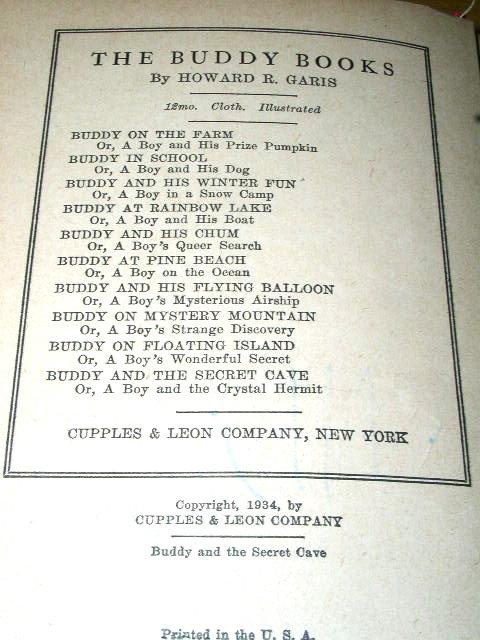 THE BUDDY BOOKS
By HOWARD R. GARIS
12mo. Cloth. Illustrated
BUDDY ON THE FARM
Or, A Boy and His Prize Pumpkin
BUDDY IN SCHOOL
Or, A Boy and His Dog
BUDDY AND HIS WINTER FUN
Or, A Boy in a Snow Camp
BUDDY AT RAINBOW LAKE
Or, A Boy and His Boat
BUDDY AND HIS CHUM
Or, A Boy's Queer Search
BUDDY AT PINE BEACH
Or, A Boy on the Ocean
BUDDY AND HIS FLYING BALLOON
Or, A Boy's Mysterious Airship
BUDDY ON MYSTERY MOUNTAIN
Or, A Boy's Strange Discovery
BUDDY ON FLOATING ISLAND
Or, A Boy's Wonderful Secret
BUDDY AND THE SECRET CAVE
Or, A Boy and the Crystal Hermit
CUPPLES & LEON COMPANY, NEW YORK
Copyright, 1934, by
CUPPLES & LEON COMPANY
Buddy and the Secret Cave
Printed in the U. S. A.